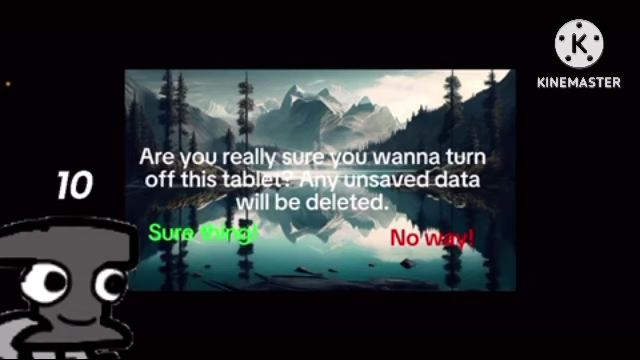 KINEMASTER
Are you really sure you wanna turn
off this tablet? Any unsaved data
will be deleted.
10
Sure thing!
No way!